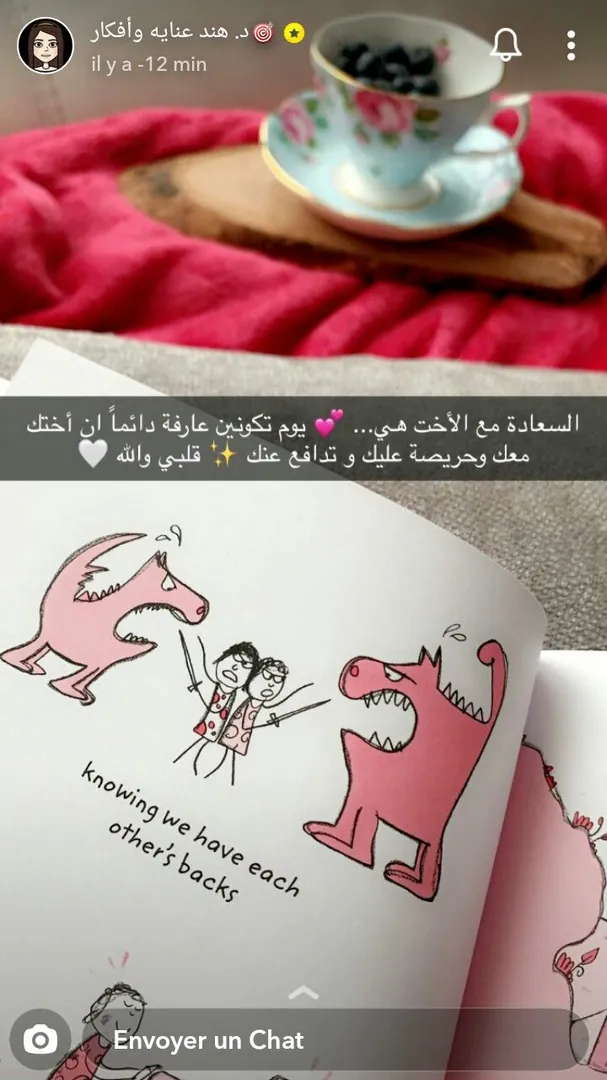 د. هند عنايه وأفكار
il y a -12 min
السعادة مع الأخت هي... 💕 يوم تكونين عارفة دائماً ان أختك
معك وحريصة عليك و تدافع عنك ✨ قلبي والله 🤍
knowing we have each
other's backs
Envoyer un Chat